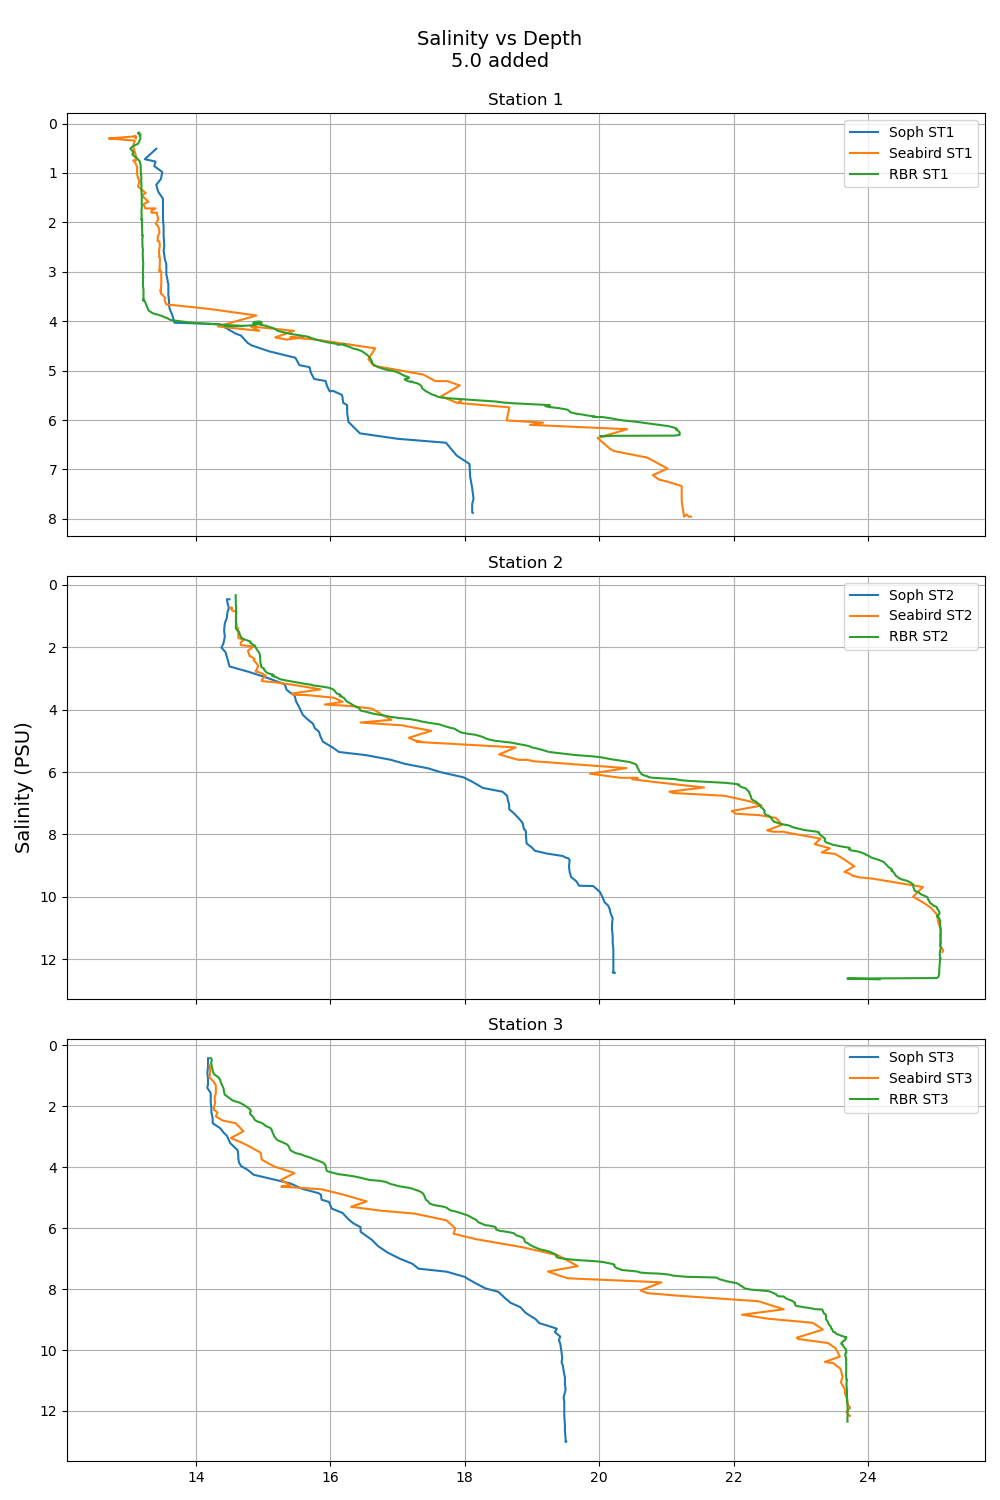 Salinity vs Depth
5.0 added
Station 1
Soph ST1
Seabird ST1
RBR ST1
0
1
2
3
4
5
6
7
8
Station 2
Soph ST2
Seabird ST2
RBR ST2
0
2
4
6
8
10
12
Salinity (PSU)
Station 3
Soph ST3
Seabird ST3
RBR ST3
0
2
4
6
8
10
12
14 16 18 20 22 24